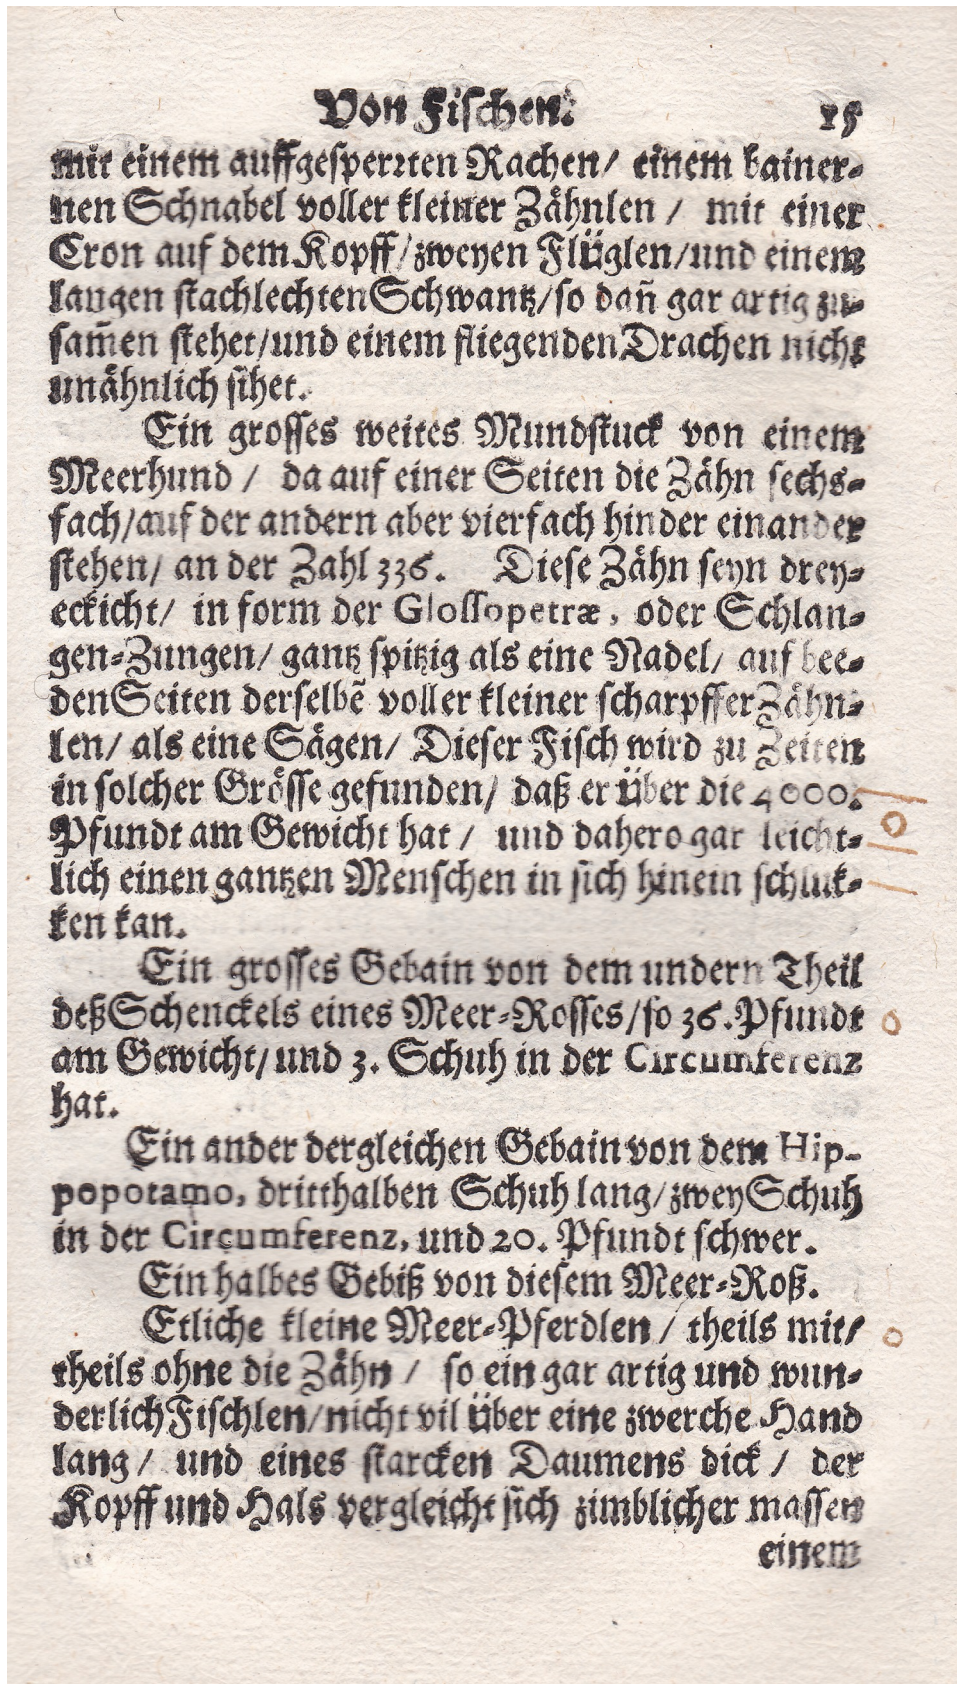 Von Fischen. 15
mit einem auffgesperrten Rachen/ einem bainer-
nen Schnabel voller kleiner Zähnlen / mit einer
Cron auf dem Kopff/zweyen Flüglen/und einem
langen stachlechten Schwantz/so dañ gar artig zu-
sam̃en stehet/und einem fliegenden Drachen nicht
unähnlich sihet.
Ein grosses weites Mundstuck von einem
Meerhund / da auf einer Seiten die Zähn sechs-
fach/auf der andern aber vierfach hinder einander
stehen/ an der Zahl 336. Diese Zähn seyn drey-
eckicht/ in form der Glossopetræ, oder Schlan-
gen-Zungen/ gantz spitzig als eine Nadel/ auf bee-
den Seiten derselbẽ voller kleiner scharpffer Zähn-
len/ als eine Sägen/ Dieser Fisch wird zu Zeiten
in solcher Grösse gefunden/ daß er über die 4000.
Pfundt am Gewicht hat / und dahero gar leicht-
lich einen gantzen Menschen in sich hinein schluk-
ken kan.
Ein grosses Gebain von dem undern Theil
deß Schenckels eines Meer-Rosses/so 36. Pfundt
am Gewicht/und 3. Schuh in der Circumferenz
hat.
Ein ander dergleichen Gebain von dem Hip-
popotamo, dritthalben Schuh lang/zwey Schuh
in der Circumferenz, und 20. Pfundt schwer.
Ein halbes Gebiß von diesem Meer-Roß.
Etliche kleine Meer-Pferdlen / theils mit/
theils ohne die Zähn / so ein gar artig und wun-
derlich Fischlen/nicht vil über eine zwerche Hand
lang / und eines starcken Daumens dick / der
Kopff und Hals vergleicht sich zimblicher massen
einem